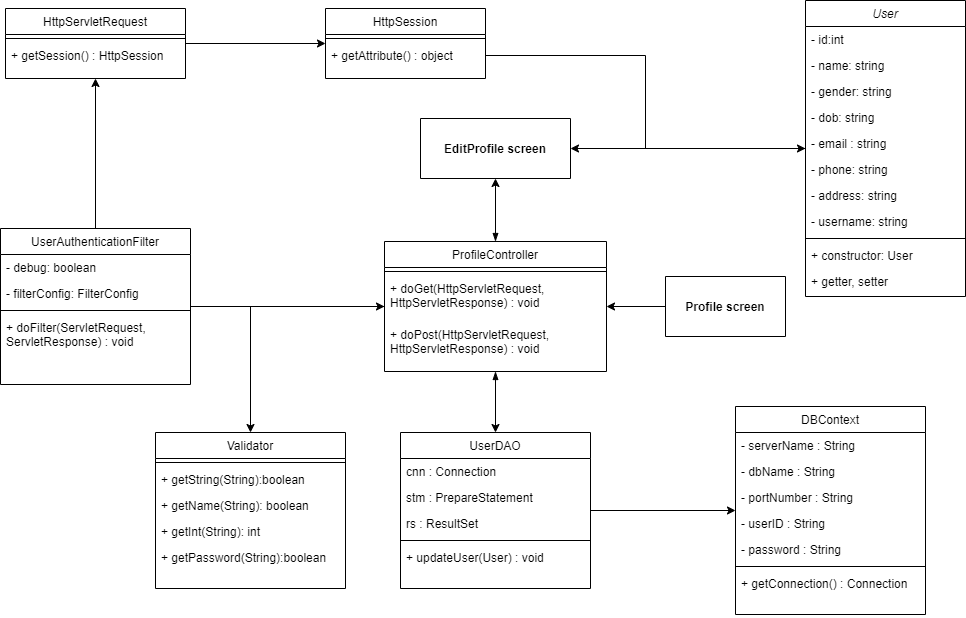 HttpServletRequest
+ getSession() : HttpSession
HttpSession
+ getAttribute() : object
User
- id:int
- name: string
- gender: string
- dob: string
- email : string
- phone: string
- address: string
- username: string
+ constructor: User
+ getter, setter
EditProfile screen
UserAuthenticationFilter
- debug: boolean
- filterConfig: FilterConfig
+ doFilter(ServletRequest,
ServletResponse) : void
ProfileController
+ doGet(HttpServletRequest,
HttpServletResponse) : void
+ doPost(HttpServletRequest,
HttpServletResponse) : void
Profile screen
Validator
+ getString(String):boolean
+ getName(String): boolean
+ getInt(String): int
+ getPassword(String):boolean
UserDAO
cnn : Connection
stm : PrepareStatement
rs : ResultSet
+ updateUser(User) : void
DBContext
- serverName : String
- dbName : String
- portNumber : String
- userID : String
- password : String
+ getConnection() : Connection